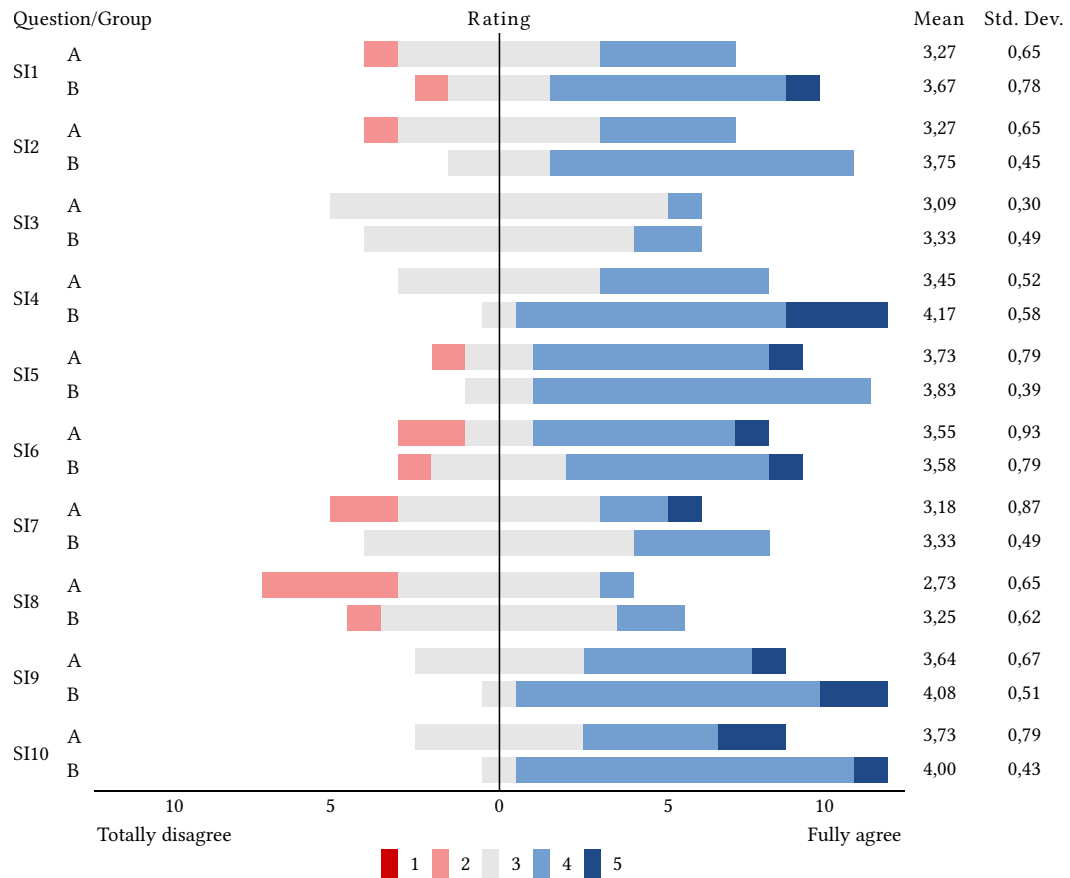 Question/Group Rating Mean Std. Dev.
SI1 A 3,27 0,65
B 3,67 0,78
SI2 A 3,27 0,65
B 3,75 0,45
SI3 A 3,09 0,30
B 3,33 0,49
SI4 A 3,45 0,52
B 4,17 0,58
SI5 A 3,73 0,79
B 3,83 0,39
SI6 A 3,55 0,93
B 3,58 0,79
SI7 A 3,18 0,87
B 3,33 0,49
SI8 A 2,73 0,65
B 3,25 0,62
SI9 A 3,64 0,67
B 4,08 0,51
SI10 A 3,73 0,79
B 4,00 0,43
10 5 0 5 10
Totally disagree Fully agree
1 2 3 4 5